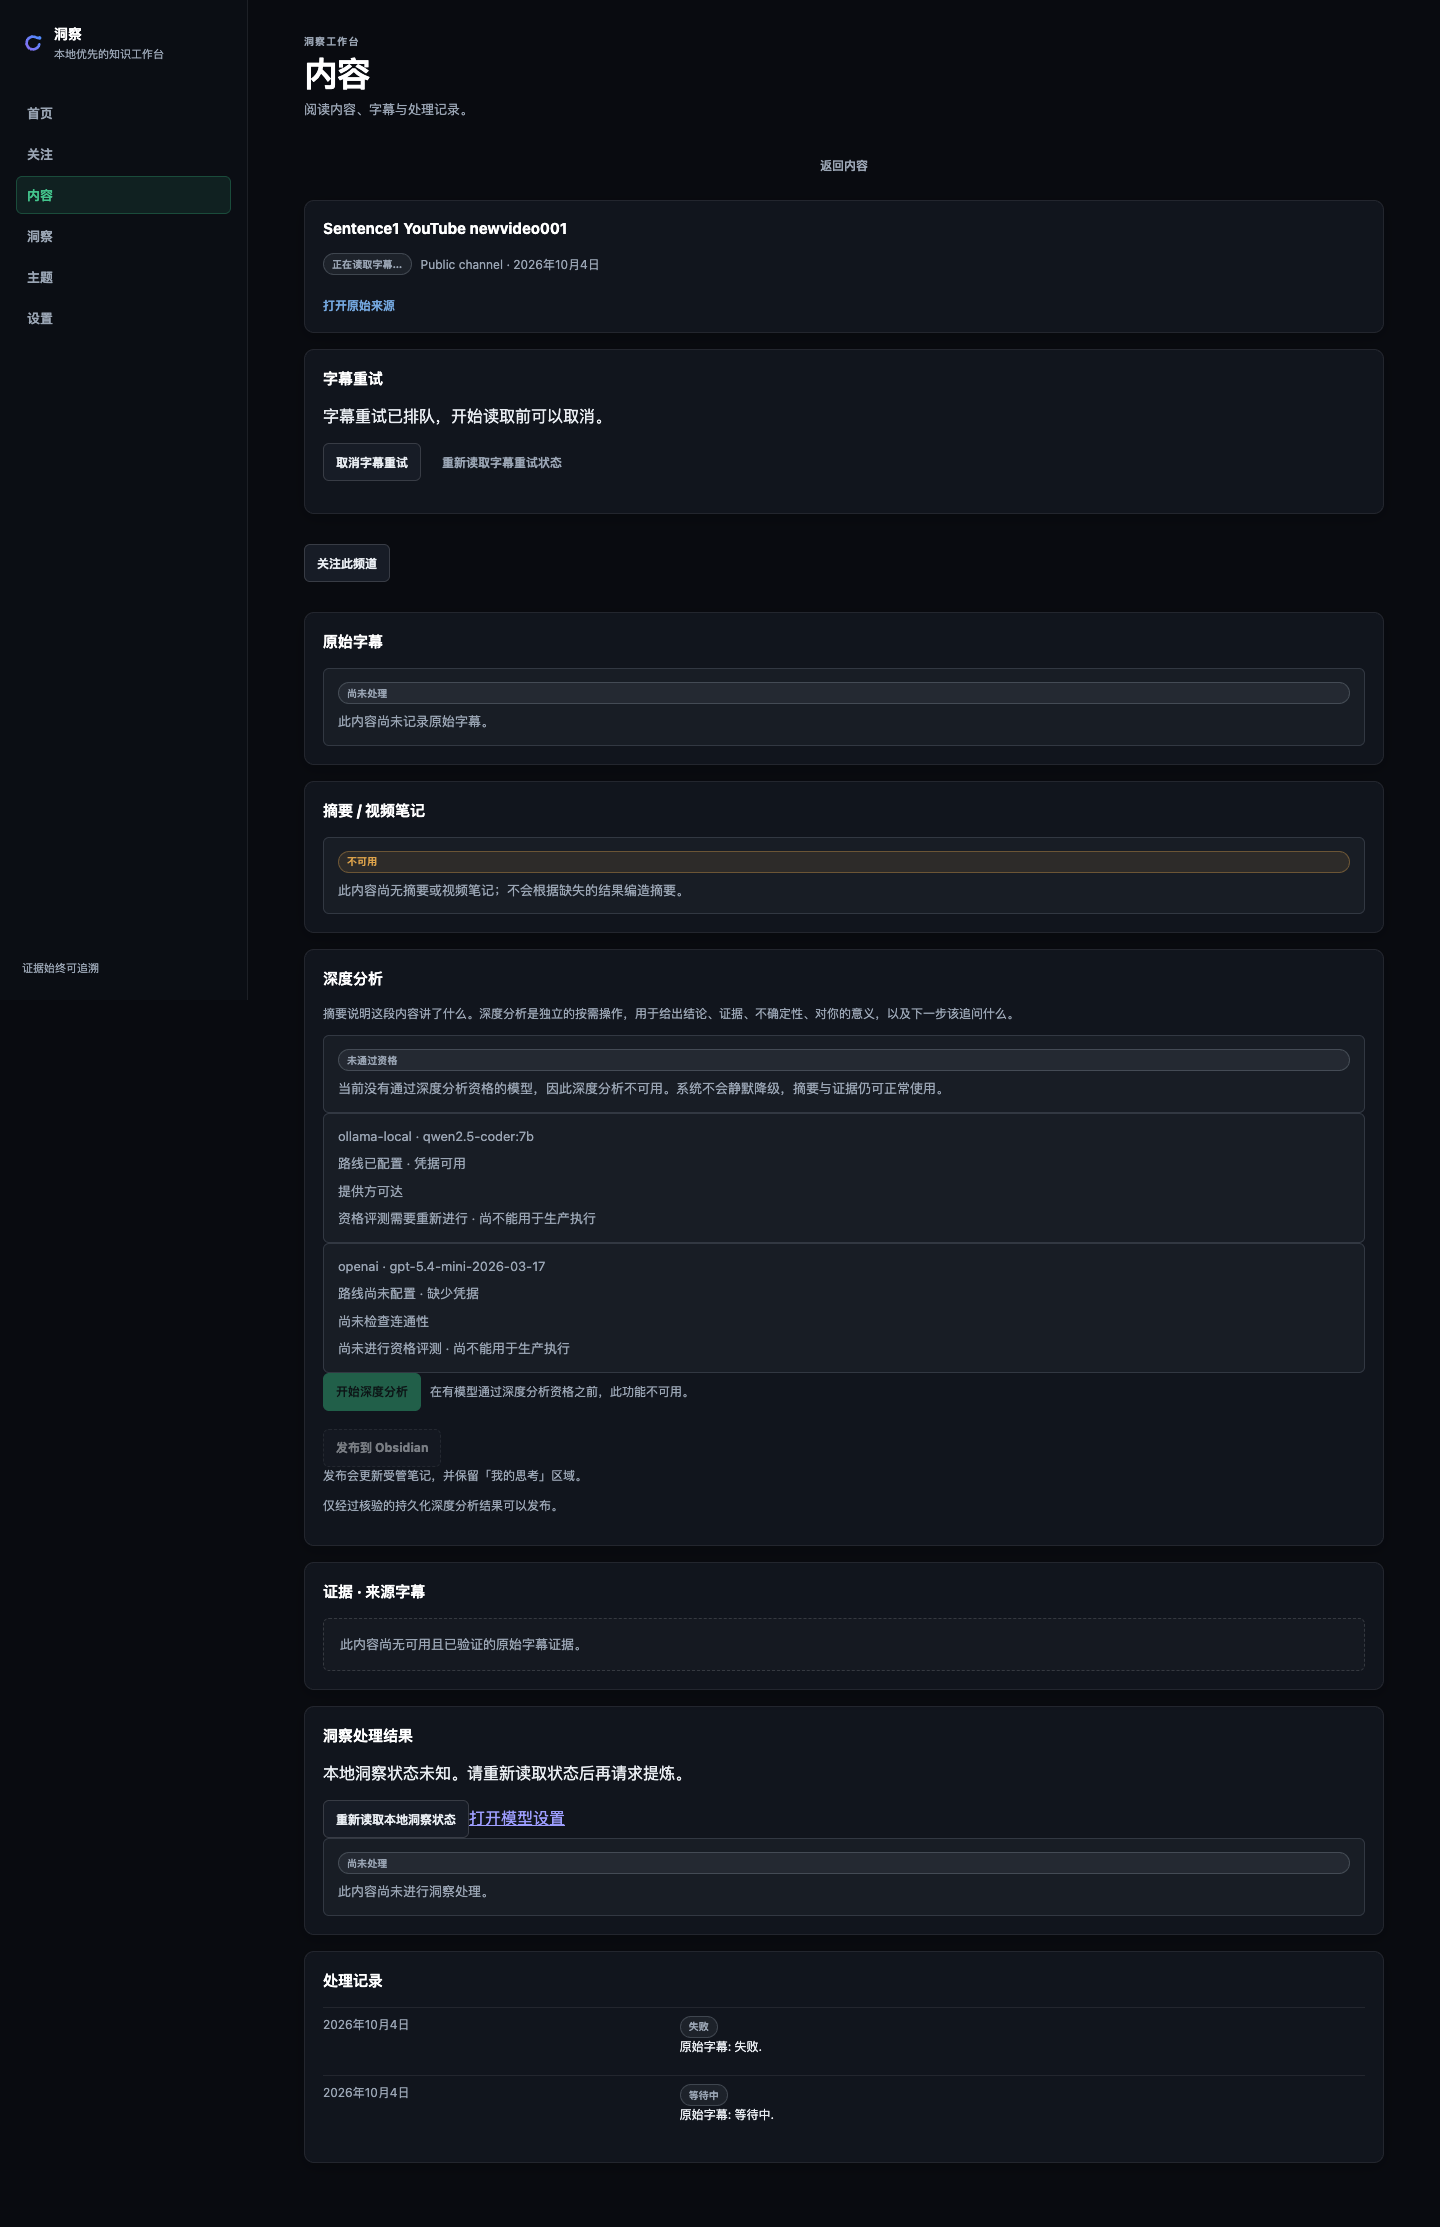 洞察
本地优先的知识工作台
首页
关注
内容
洞察
主题
设置
证据始终可追溯
洞察工作台
内容
阅读内容、字幕与处理记录。
返回内容
Sentence1 YouTube newvideo001
正在读取字幕... Public channel · 2026年10月4日
打开原始来源
字幕重试
字幕重试已排队，开始读取前可以取消。
取消字幕重试 重新读取字幕重试状态
关注此频道
原始字幕
尚未处理
此内容尚未记录原始字幕。
摘要 / 视频笔记
不可用
此内容尚无摘要或视频笔记；不会根据缺失的结果编造摘要。
深度分析
摘要说明这段内容讲了什么。深度分析是独立的按需操作，用于给出结论、证据、不确定性、对你的意义，以及下一步该追问什么。
未通过资格
当前没有通过深度分析资格的模型，因此深度分析不可用。系统不会静默降级，摘要与证据仍可正常使用。
ollama-local · qwen2.5-coder:7b
路线已配置 · 凭据可用
提供方可达
资格评测需要重新进行 · 尚不能用于生产执行
openai · gpt-5.4-mini-2026-03-17
路线尚未配置 · 缺少凭据
尚未检查连通性
尚未进行资格评测 · 尚不能用于生产执行
开始深度分析 在有模型通过深度分析资格之前，此功能不可用。
发布到 Obsidian
发布会更新受管笔记，并保留「我的思考」区域。
仅经过核验的持久化深度分析结果可以发布。
证据 · 来源字幕
此内容尚无可用且已验证的原始字幕证据。
洞察处理结果
本地洞察状态未知。请重新读取状态后再请求提炼。
重新读取本地洞察状态 打开模型设置
尚未处理
此内容尚未进行洞察处理。
处理记录
2026年10月4日 失败
原始字幕: 失败.
2026年10月4日 等待中
原始字幕: 等待中.